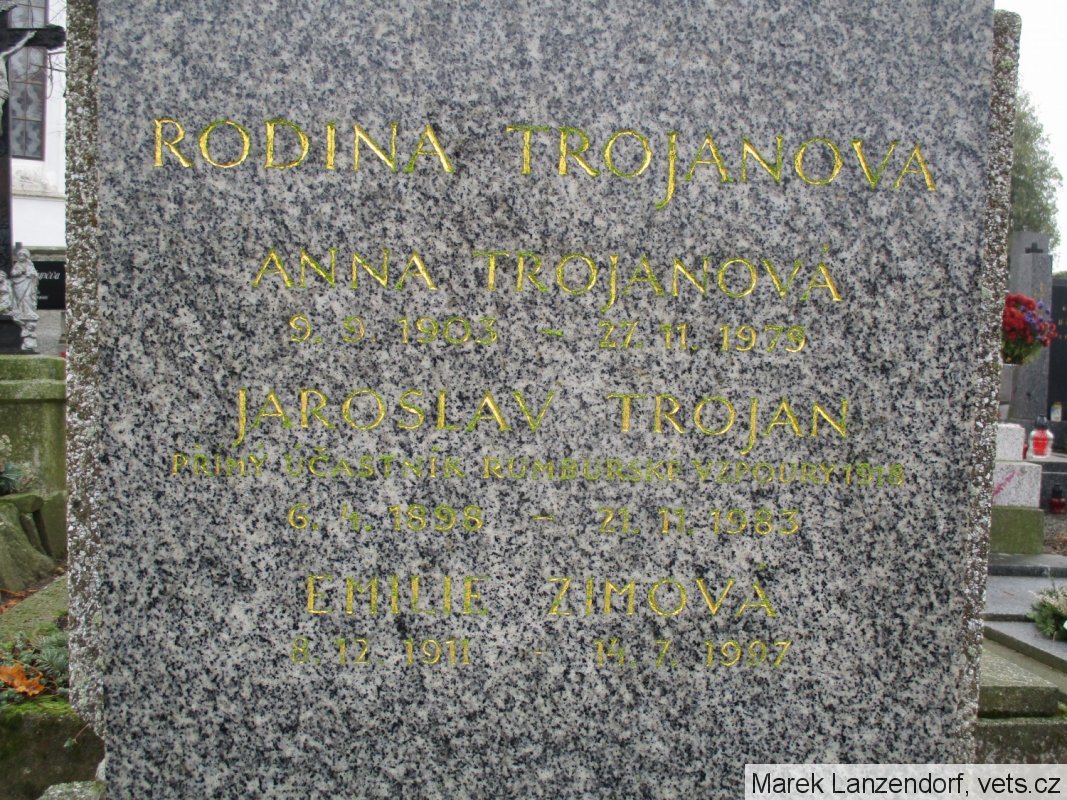 RODINA TROJANOVA
ANNA TROJANOVÁ
9. 9. 1903 – 27. 11. 1979
JAROSLAV TROJAN
PŘÍMÝ ÚČASTNÍK RUMBURSKÉ VZPOURY 1918
6. 4. 1898 – 21. 11. 1983
EMILIE ZIMOVÁ
8. 12. 1911 - 14. 7. 1997
Marek Lanzendorf, vets.cz